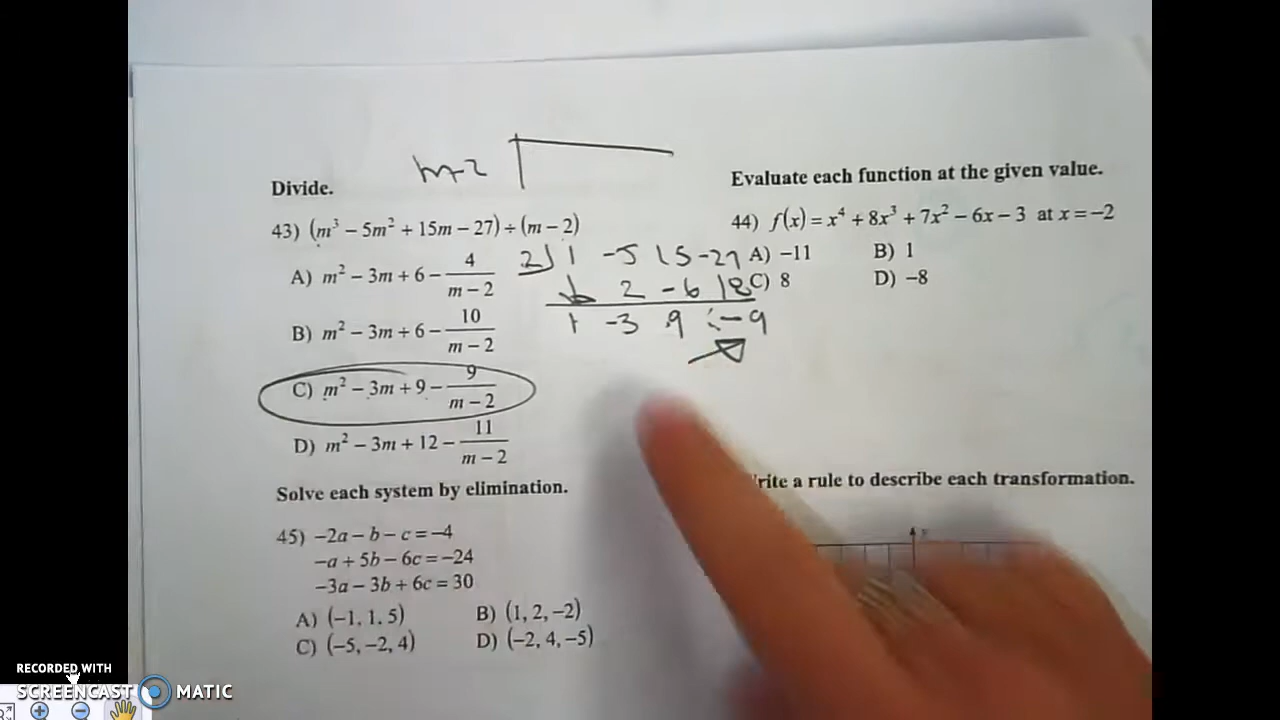 m-2
Divide.
43) (m³ − 5m² + 15m − 27) ÷ (m − 2)
A) m² − 3m + 6 − 4/(m − 2)
B) m² − 3m + 6 − 10/(m − 2)
C) m² − 3m + 9 − 9/(m − 2)
D) m² − 3m + 12 − 11/(m − 2)
2 1 -5 15 -27
2 -6 18
1 -3 9 -9
Evaluate each function at the given value.
44) f(x) = x⁴ + 8x³ + 7x² − 6x − 3 at x = −2
A) −11 B) 1
C) 8 D) −8
Solve each system by elimination.
45) −2a − b − c = −4
−a + 5b − 6c = −24
−3a − 3b + 6c = 30
A) (−1, 1, 5) B) (1, 2, −2)
C) (−5, −2, 4) D) (−2, 4, −5)
rite a rule to describe each transformation.
y
RECORDED WITH
SCREENCAST MATIC